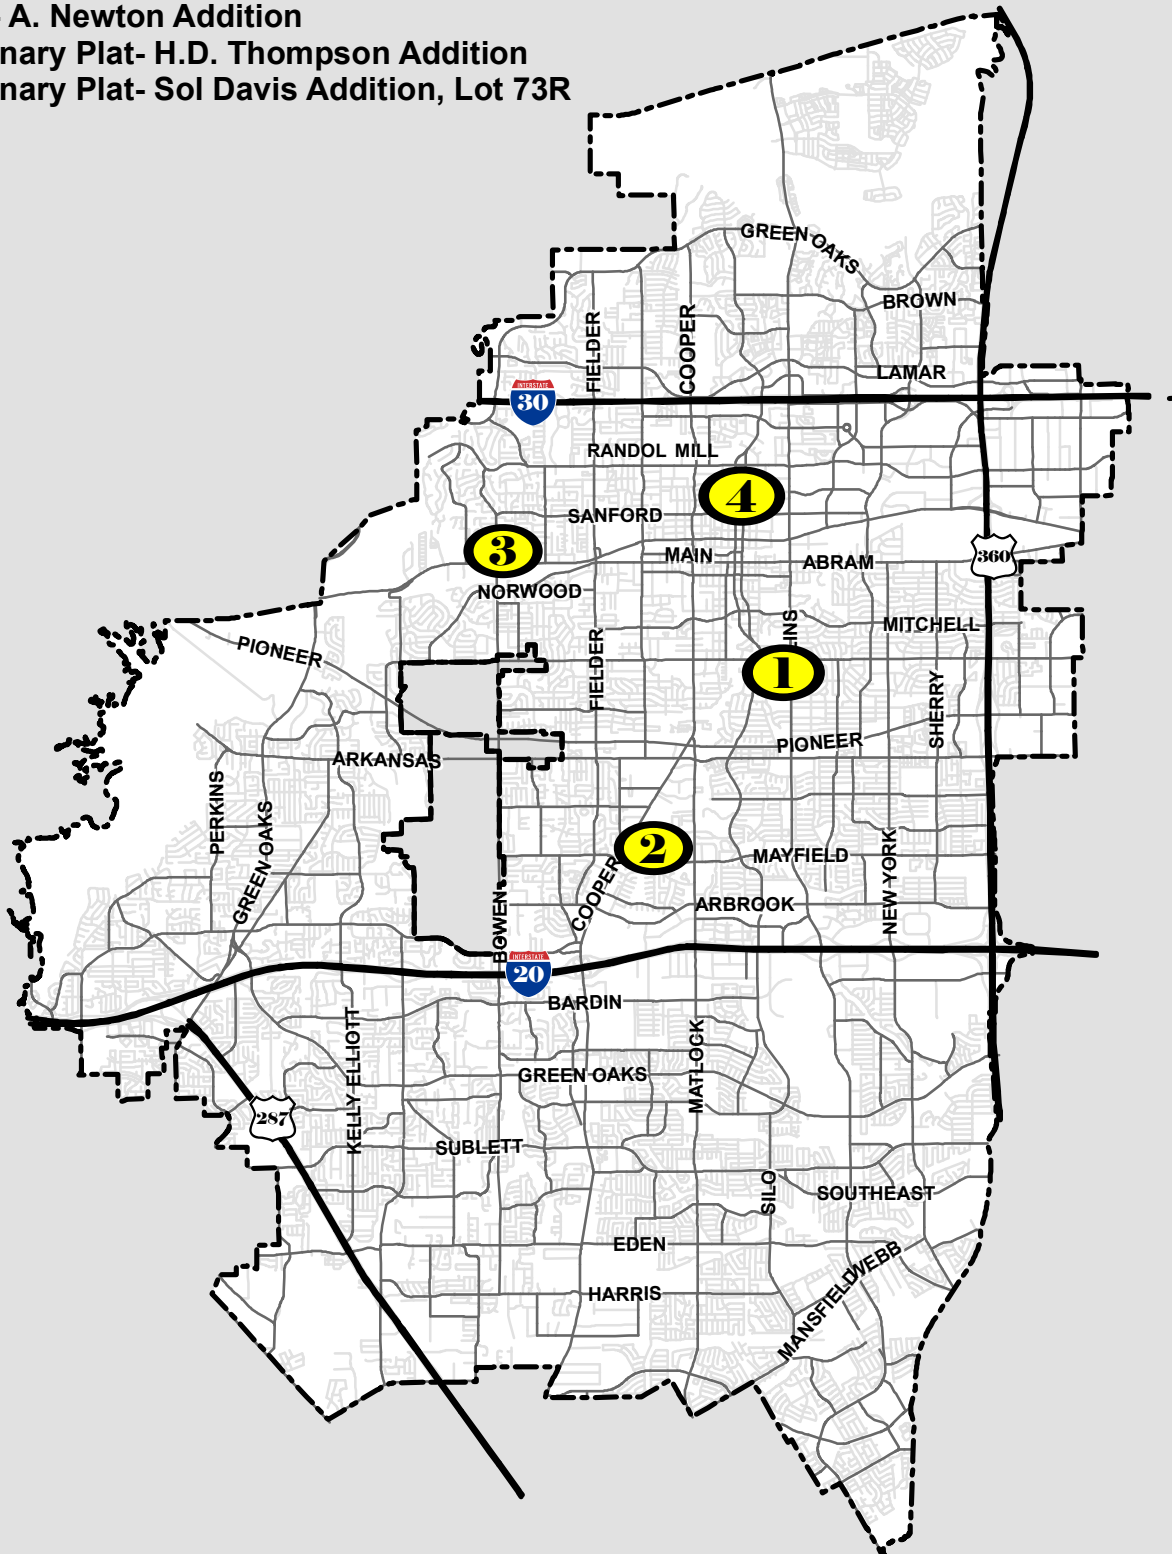 A. Newton Addition
nary Plat- H.D. Thompson Addition
nary Plat- Sol Davis Addition, Lot 73R
GREEN OAKS
BROWN
FIELDER
COOPER
LAMAR
INTERSTATE
30
RANDOL MILL
4
SANFORD
3
MAIN
ABRAM
360
NORWOOD
INS
MITCHELL
PIONEER
FIELDER
1
SHERRY
PIONEER
ARKANSAS
PERKINS
GREEN OAKS
2
MAYFIELD
NEW YORK
COOPER
ARBROOK
BOWEN
INTERSTATE
20
BARDIN
KELLY ELLIOTT
MATLOCK
GREEN OAKS
287
SUBLETT
SILO
SOUTHEAST
EDEN
WEBB
HARRIS
MANSFIELD